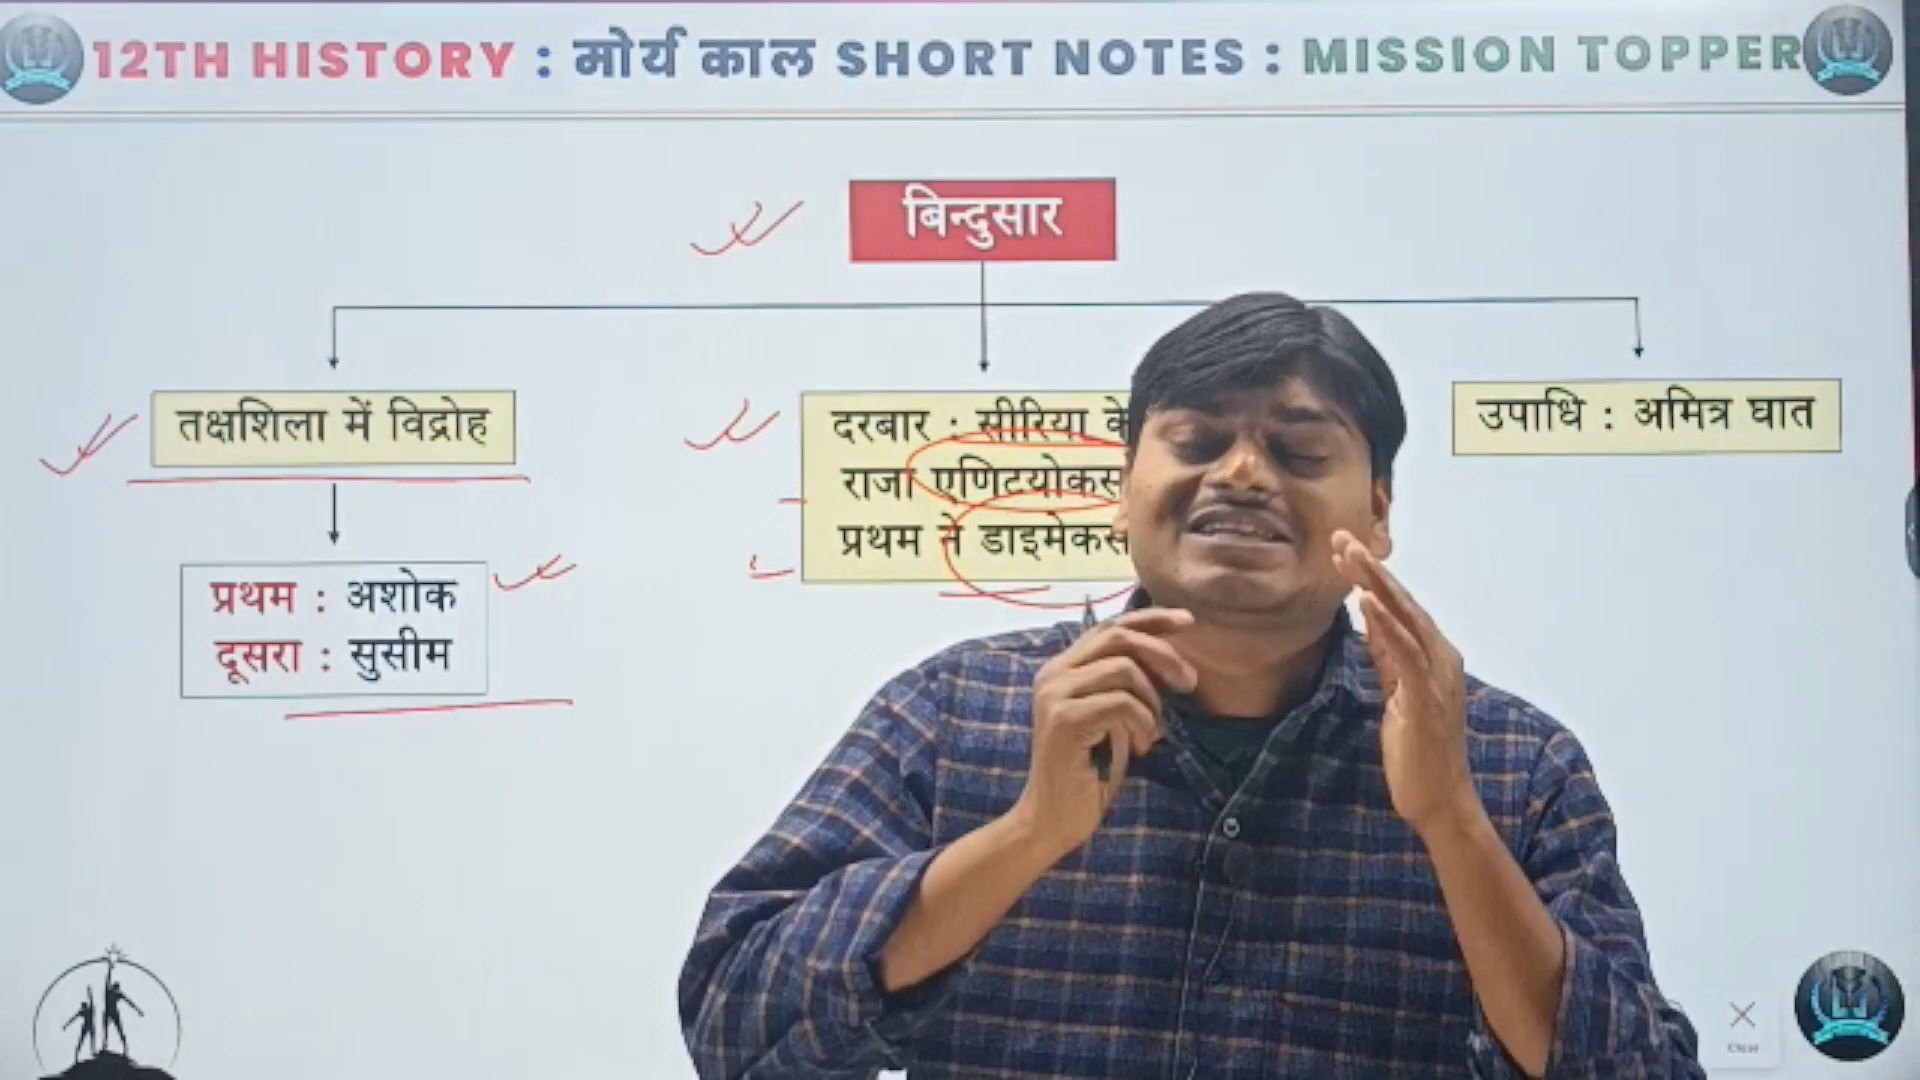 12TH HISTORY : मोर्य काल SHORT NOTES : MISSION TOPPER
बिन्दुसार
तक्षशिला में विद्रोह
प्रथम : अशोक
दूसरा : सुसीम
दरबार : सीरिया के
राजा एणिटयोकस
प्रथम ने डाइमेकस
उपाधि : अमित्र घात
Clear